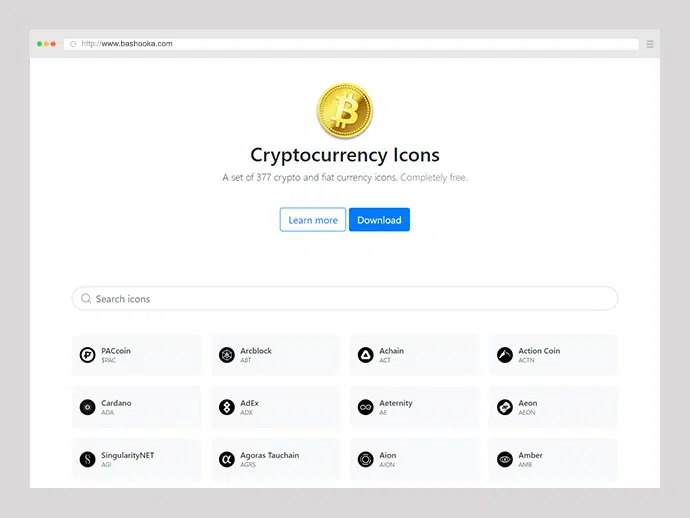 http://www.bashooka.com
Cryptocurrency Icons
A set of 377 crypto and fiat currency icons. Completely free.
Learn more Download
Search icons
PACcoin Arcblock Achain Action Coin
$PAC ABT ACT ACTN
Cardano AdEx Aeternity Aeon
ADA ADX AE AEON
SingularityNET Agoras Tauchain Aion Amber
AGI AGRS AION AMB